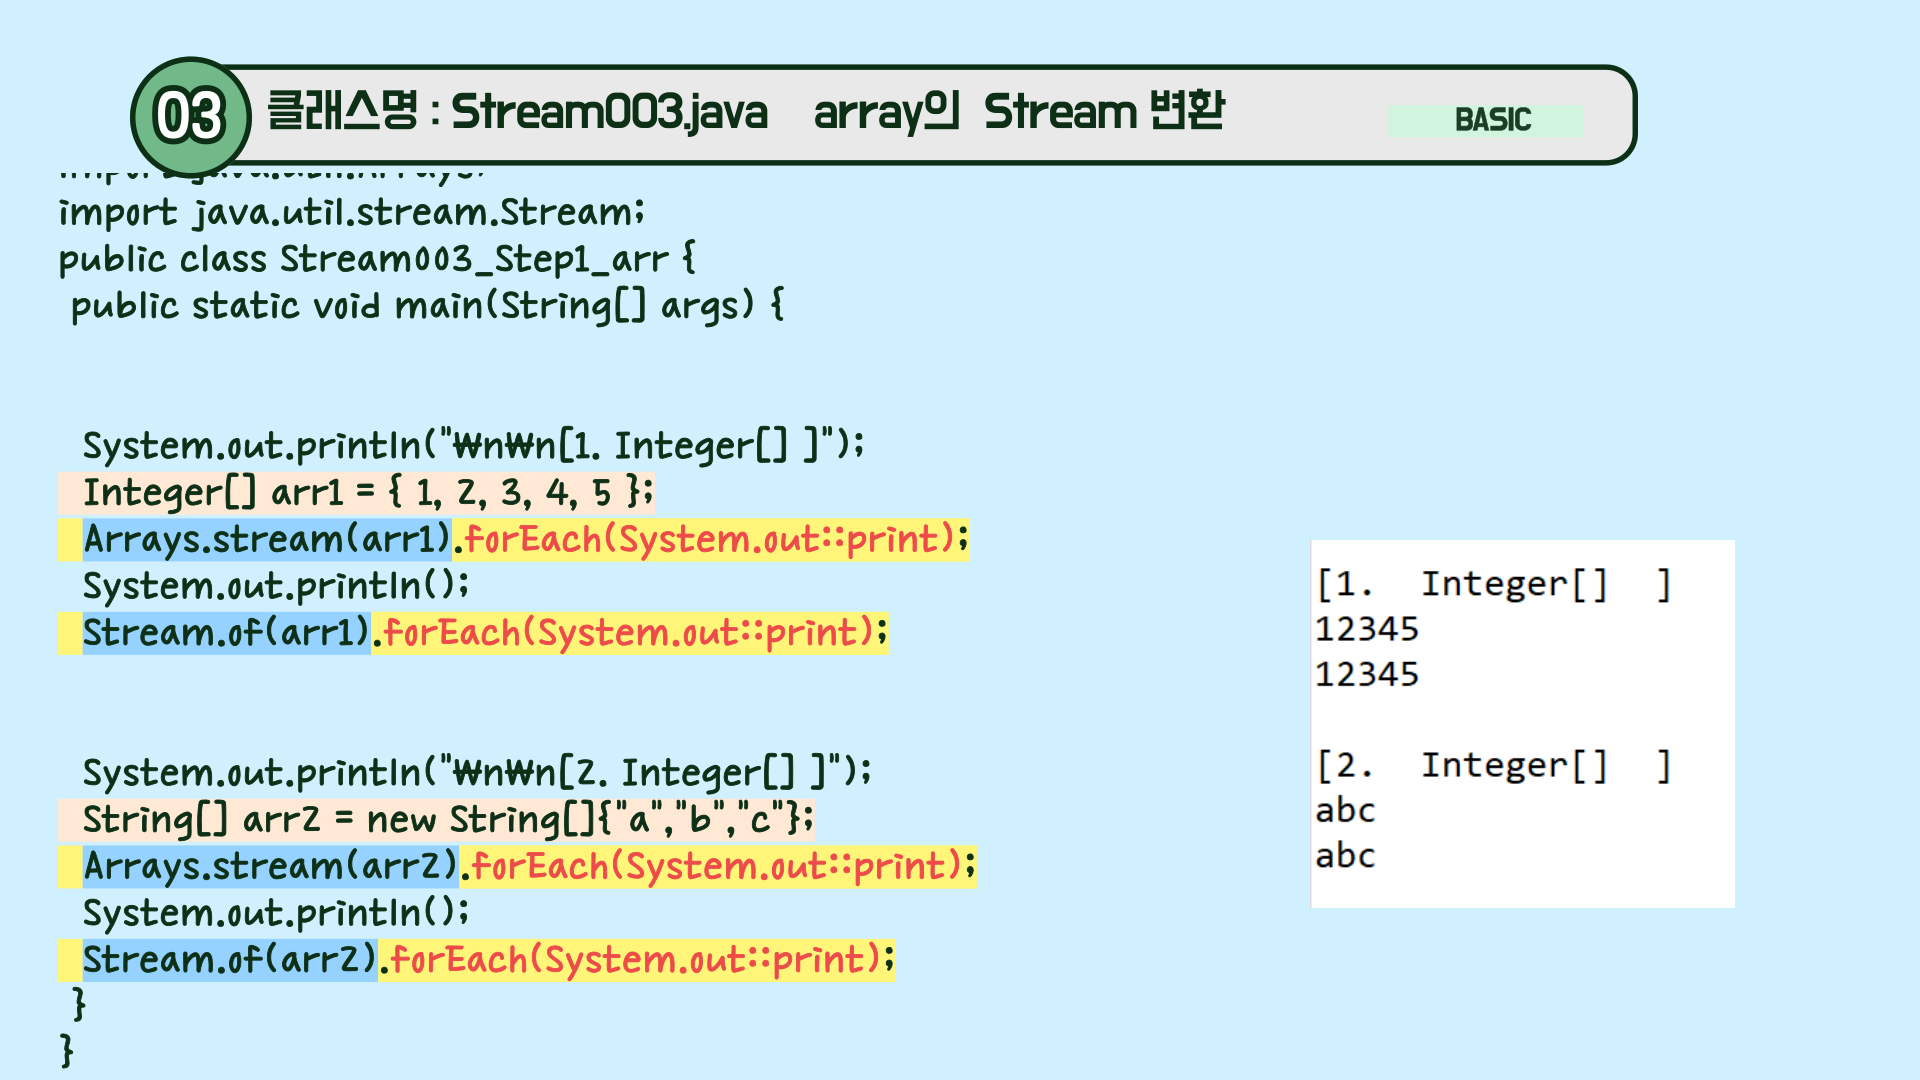 03
클래스명 : Stream003.java array의 Stream 변환
BASIC
import java.util.Arrays;
import java.util.stream.Stream;
public class Stream003_Step1_arr {
public static void main(String[] args) {
System.out.println("₩n₩n[1. Integer[] ]");
Integer[] arr1 = { 1, 2, 3, 4, 5 };
Arrays.stream(arr1).forEach(System.out::print);
System.out.println();
Stream.of(arr1).forEach(System.out::print);
System.out.println("₩n₩n[2. Integer[] ]");
String[] arr2 = new String[]{"a","b","c"};
Arrays.stream(arr2).forEach(System.out::print);
System.out.println();
Stream.of(arr2).forEach(System.out::print);
}
}
[1. Integer[] ]
12345
12345
[2. Integer[] ]
abc
abc